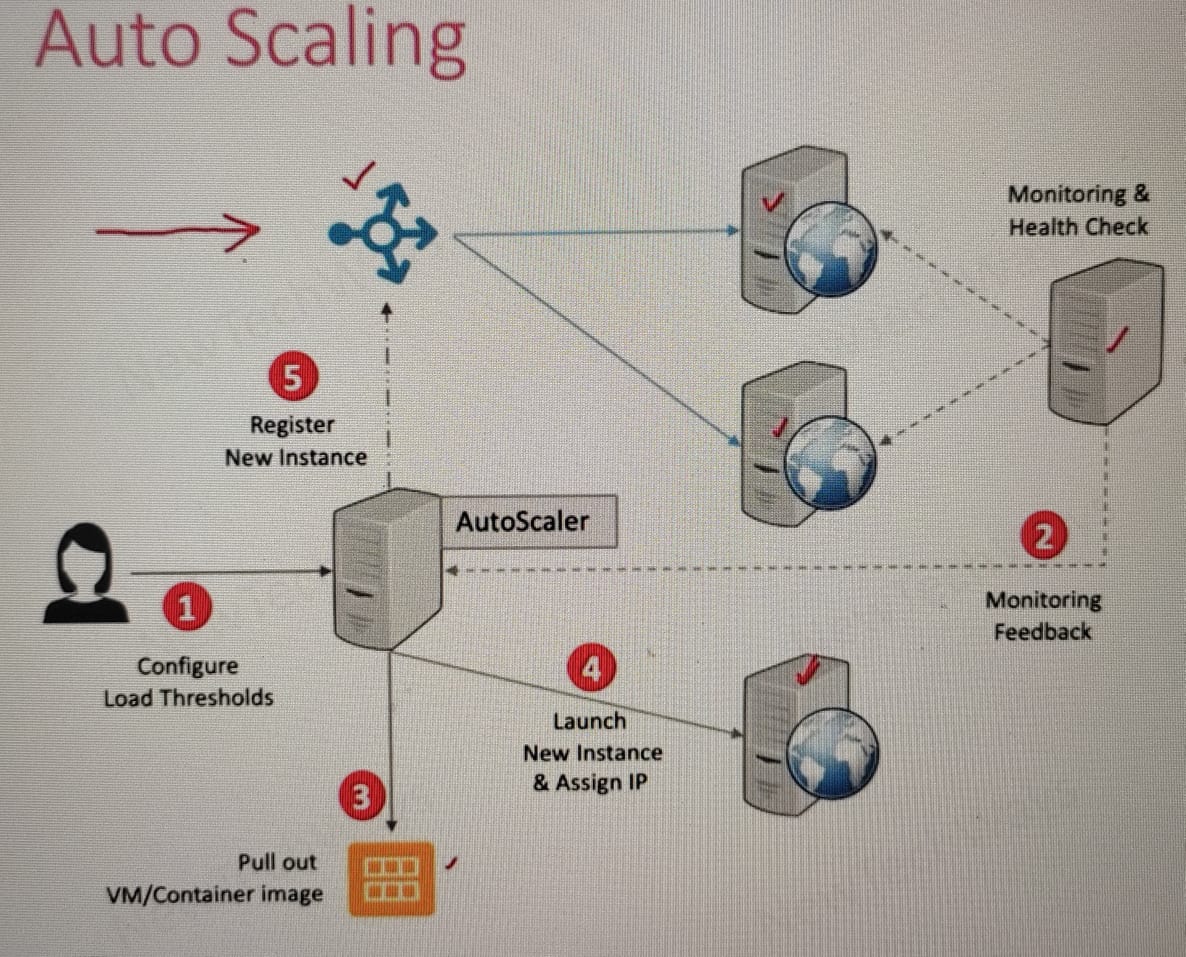 Auto Scaling
Monitoring &
Health Check
5
Register
New Instance
AutoScaler
1
Configure
Load Thresholds
2
Monitoring
Feedback
4
Launch
New Instance
& Assign IP
3
Pull out
VM/Container image